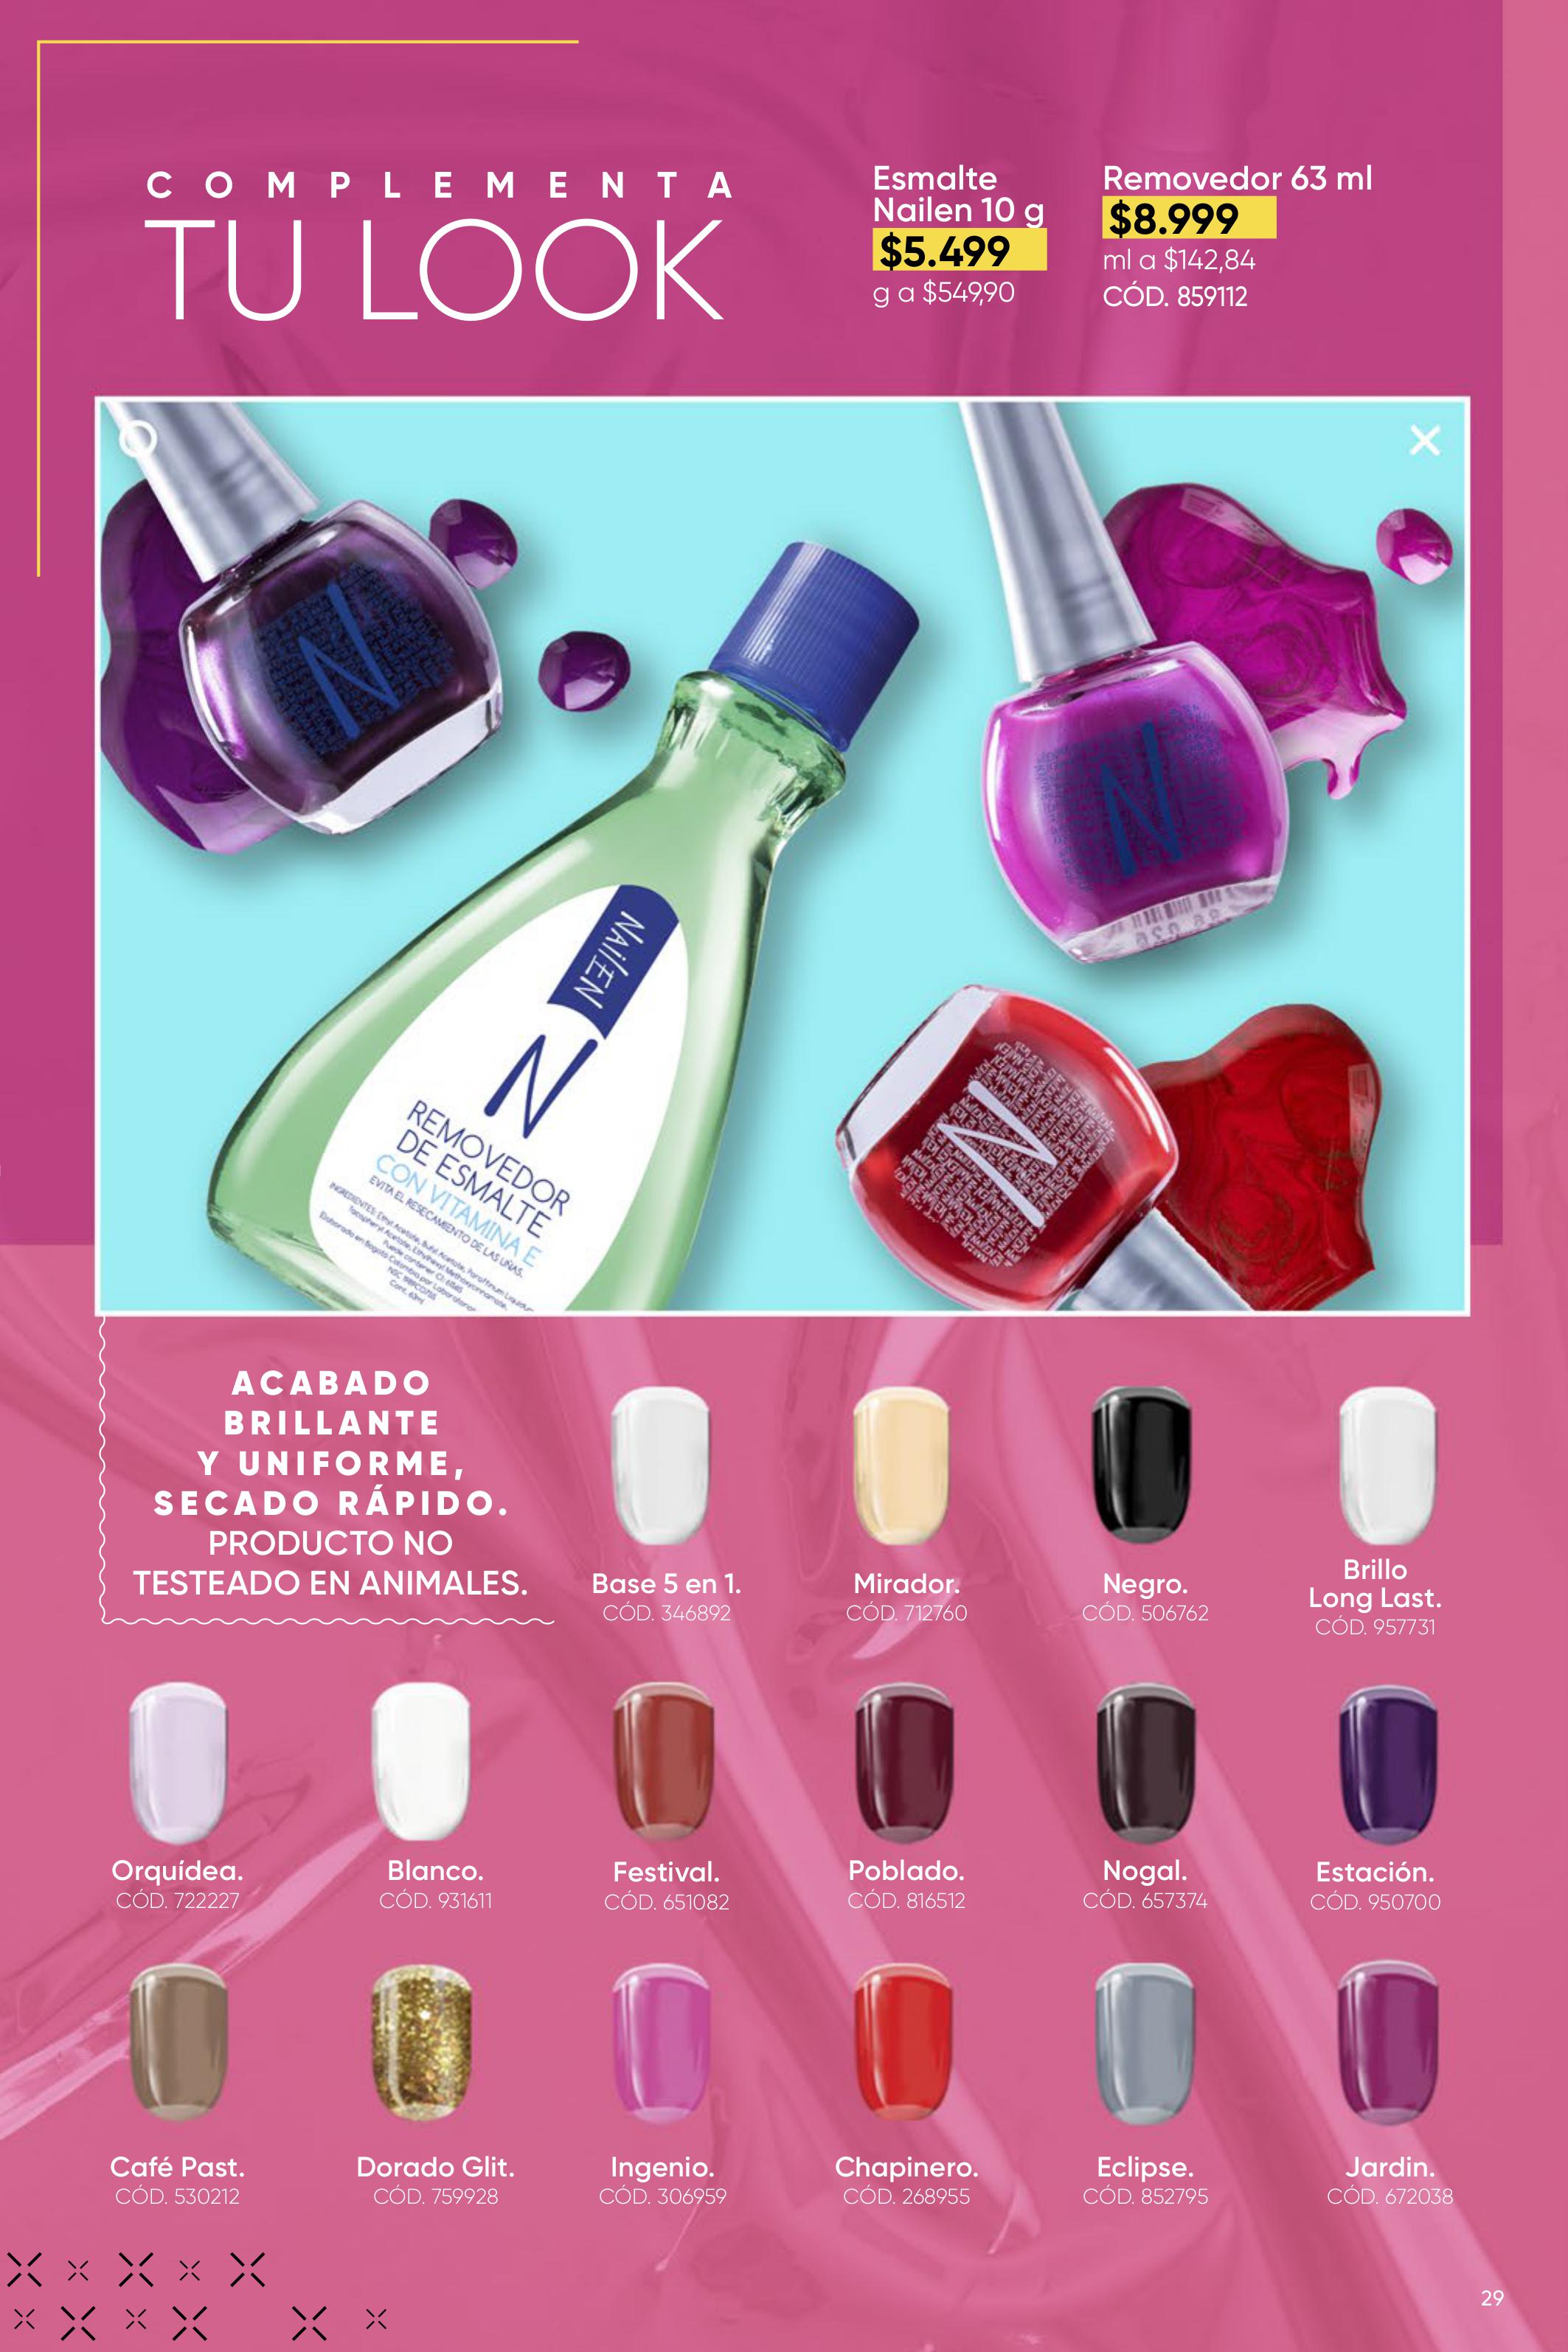 COMPLEMENTA
TU LOOK
Esmalte
Nailen 10 g
$5.499
g a $549,90
Removedor 63 ml
$8.999
ml a $142,84
CÓD. 859112
N
N
NAiLEN
N
REMOVEDOR
DE ESMALTE
CON VITAMINA E
EVITA EL RESECAMIENTO DE LAS UÑAS.
Cont. 63ml
N
ACABADO
BRILLANTE
Y UNIFORME,
SECADO RÁPIDO.
PRODUCTO NO
TESTEADO EN ANIMALES.
Base 5 en 1.
CÓD. 346892
Mirador.
CÓD. 712760
Negro.
CÓD. 506762
Brillo
Long Last.
CÓD. 957731
Orquídea.
CÓD. 722227
Blanco.
CÓD. 931611
Festival.
CÓD. 651082
Poblado.
CÓD. 816512
Nogal.
CÓD. 657374
Estación.
CÓD. 950700
Café Past.
CÓD. 530212
Dorado Glit.
CÓD. 759928
Ingenio.
CÓD. 306959
Chapinero.
CÓD. 268955
Eclipse.
CÓD. 852795
Jardin.
CÓD. 672038
29